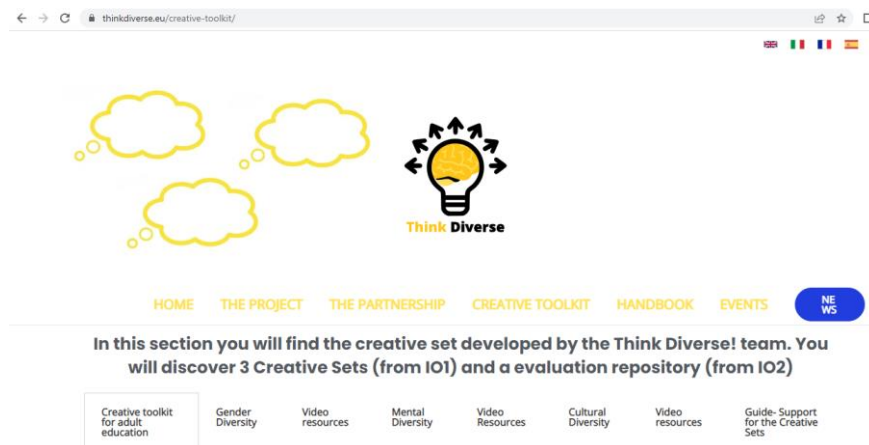 thinkdiverse.eu/creative-toolkit/
Think Diverse
HOME THE PROJECT THE PARTNERSHIP CREATIVE TOOLKIT HANDBOOK EVENTS NE
WS
In this section you will find the creative set developed by the Think Diverse! team. You
will discover 3 Creative Sets (from IO1) and a evaluation repository (from IO2)
Creative toolkit
for adult
education
Gender
Diversity
Video
resources
Mental
Diversity
Video
Resources
Cultural
Diversity
Video
resources
Guide- Support
for the Creative
Sets